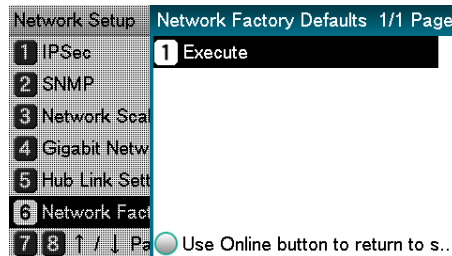 Network Setup
1 IPSec
2 SNMP
3 Network Scal
4 Gigabit Netw
5 Hub Link Sett
6 Network Fact
7 8 ↑ / ↓ Pa
Network Factory Defaults 1/1 Page
1 Execute
Use Online button to return to s..